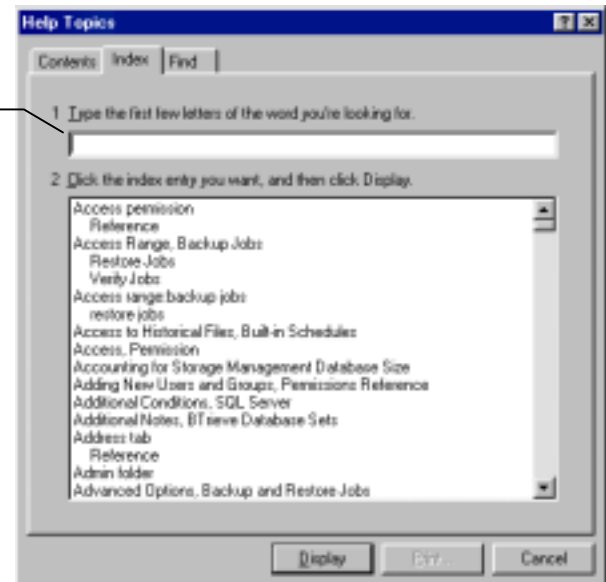 Help Topics
Contents Index Find
1 Type the first few letters of the word you're looking for.
2 Click the index entry you want, and then click Display.
Access permission
Reference
Access Range, Backup Jobs
Restore Jobs
Verify Jobs
Access range:backup jobs
restore jobs
Access to Historical Files, Built-in Schedules
Access, Permission
Accounting for Storage Management Database Size
Adding New Users and Groups, Permissions Reference
Additional Conditions, SQL Server
Additional Notes, BTrieve Database Sets
Address tab
Reference
Admin folder
Advanced Options, Backup and Restore Jobs
Display Print... Cancel